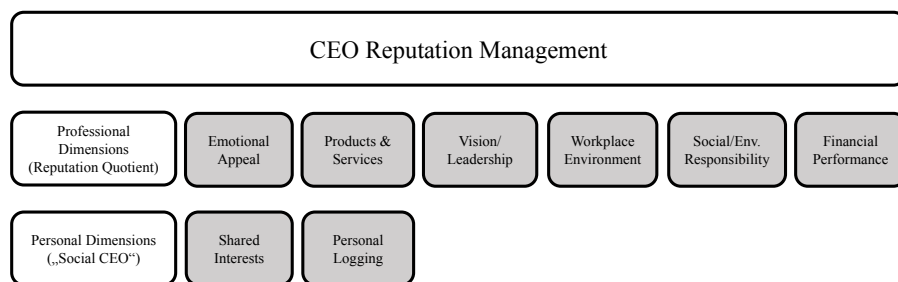 CEO Reputation Management
Professional
Dimensions
(Reputation Quotient)
Emotional
Appeal
Products &
Services
Vision/
Leadership
Workplace
Environment
Social/Env.
Responsibility
Financial
Performance
Personal Dimensions
(„Social CEO“)
Shared
Interests
Personal
Logging